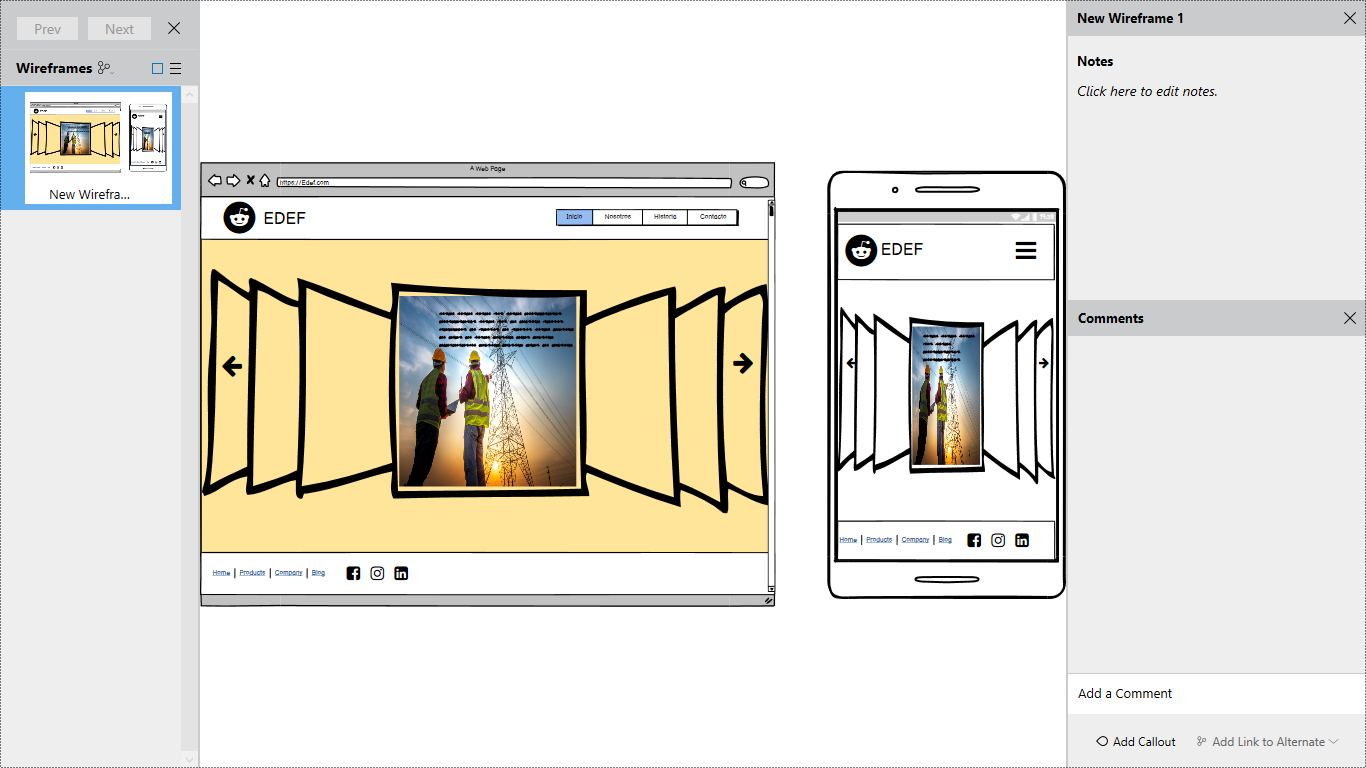 Prev Next
Wireframes
New Wirefra...
A Web Page
https://Edef.com
EDEF
Inicio Nosotros Historia Contacto
Home | Products | Company | Blog
EDEF
Home | Products | Company | Blog
New Wireframe 1
Notes
Click here to edit notes.
Comments
Add a Comment
Add Callout Add Link to Alternate